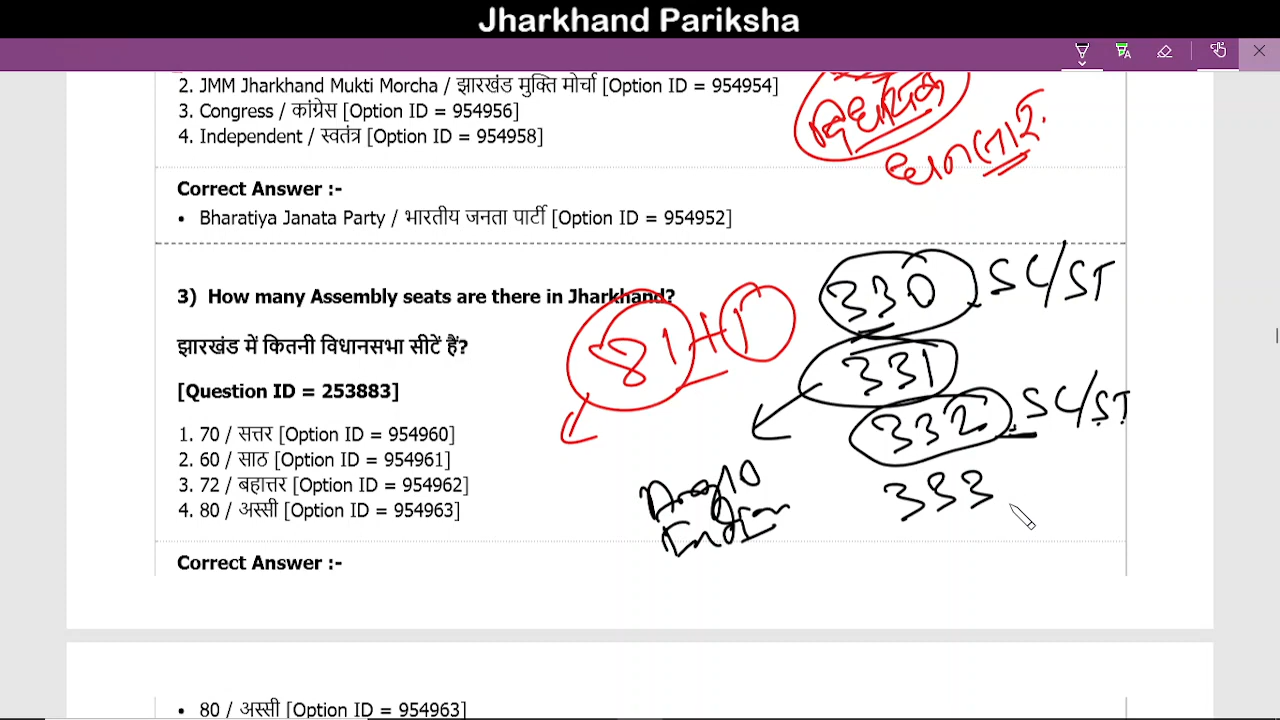 Jharkhand Pariksha
2. JMM Jharkhand Mukti Morcha / झारखंड मुक्ति मोर्चा [Option ID = 954954]
3. Congress / कांग्रेस [Option ID = 954956]
4. Independent / स्वतंत्र [Option ID = 954958]
विधायक
Correct Answer :-
• Bharatiya Janata Party / भारतीय जनता पार्टी [Option ID = 954952]
3) How many Assembly seats are there in Jharkhand?
81+1
330 SC/ST
झारखंड में कितनी विधानसभा सीटें हैं?
331
[Question ID = 253883]
332 SC/ST
1. 70 / सत्तर [Option ID = 954960]
2. 60 / साठ [Option ID = 954961]
3. 72 / बहात्तर [Option ID = 954962]
4. 80 / अस्सी [Option ID = 954963]
333
Correct Answer :-
• 80 / अस्सी [Option ID = 954963]